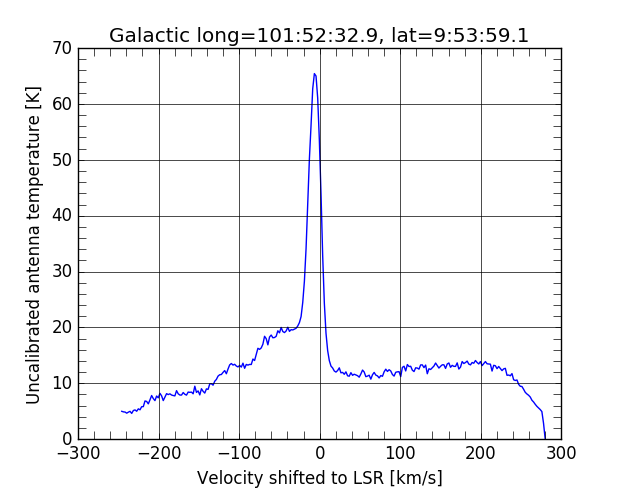 Galactic long=101:52:32.9, lat=9:53:59.1
Uncalibrated antenna temperature [K]
70
60
50
40
30
20
10
0
−300 −200 −100 0 100 200 300
Velocity shifted to LSR [km/s]